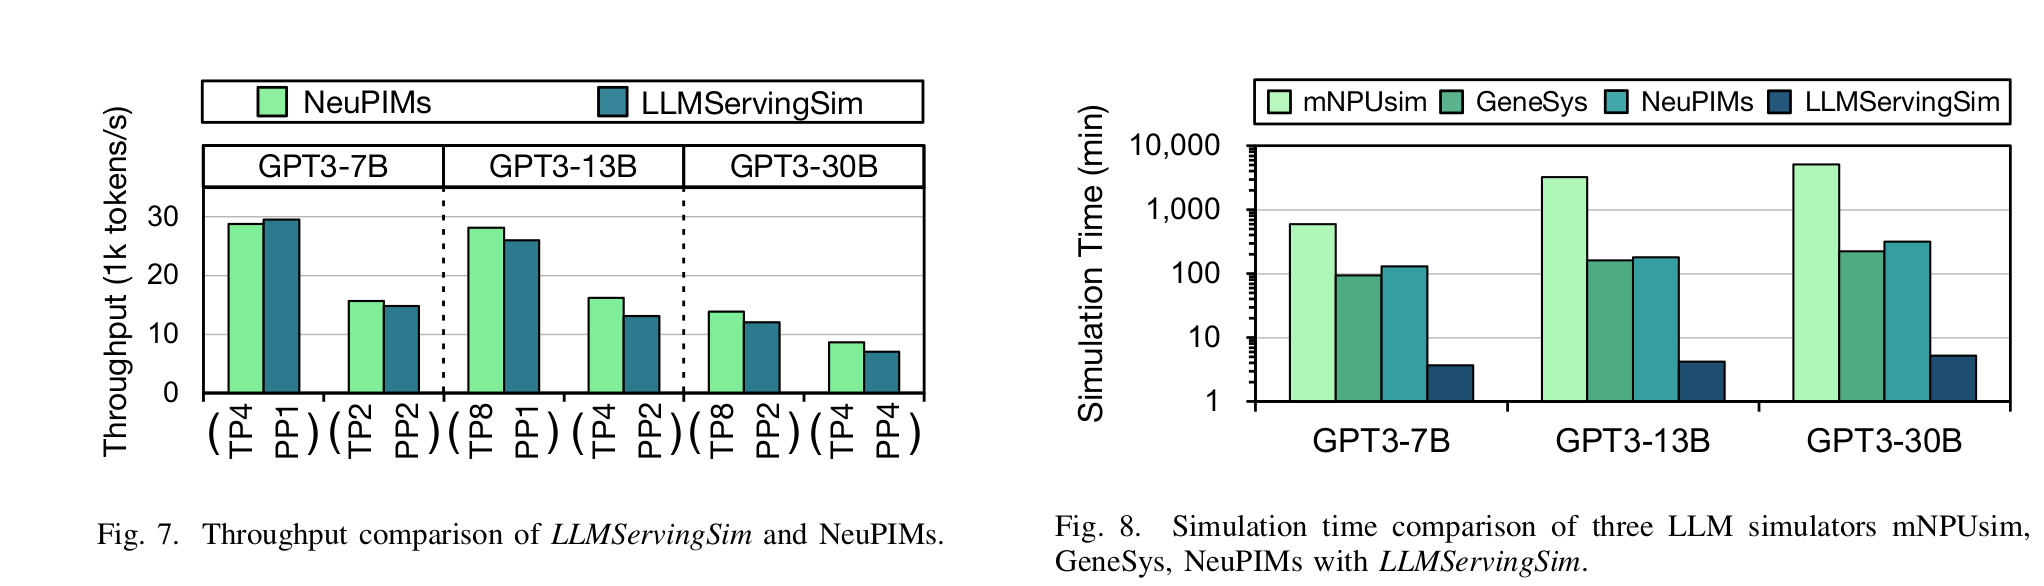 NeuPIMs LLMServingSim
Throughput (1k tokens/s)
GPT3-7B GPT3-13B GPT3-30B
30
20
10
0
(TP4 PP1) (TP2 PP2) (TP8 PP1) (TP4 PP2) (TP8 PP2) (TP4 PP4)
Fig. 7. Throughput comparison of LLMServingSim and NeuPIMs.
mNPUsim GeneSys NeuPIMs LLMServingSim
Simulation Time (min)
10,000
1,000
100
10
1
GPT3-7B GPT3-13B GPT3-30B
Fig. 8. Simulation time comparison of three LLM simulators mNPUsim,
GeneSys, NeuPIMs with LLMServingSim.